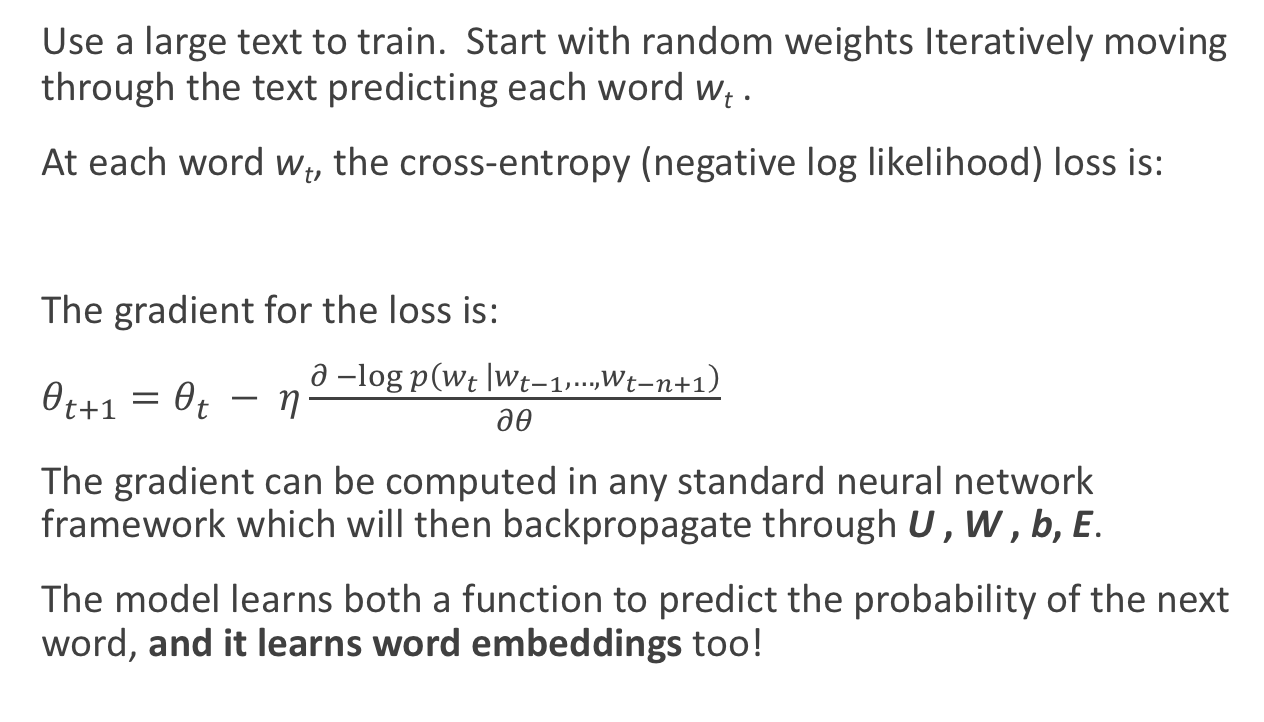 Use a large text to train.  Start with random weights Iteratively moving
through the text predicting each word wₜ .
At each word wₜ, the cross-entropy (negative log likelihood) loss is:
The gradient for the loss is:
θₜ₊₁ = θₜ − η ∂ −log p(wₜ |wₜ₋₁,...,wₜ₋ₙ₊₁) / ∂θ
The gradient can be computed in any standard neural network
framework which will then backpropagate through U , W , b, E.
The model learns both a function to predict the probability of the next
word, and it learns word embeddings too!